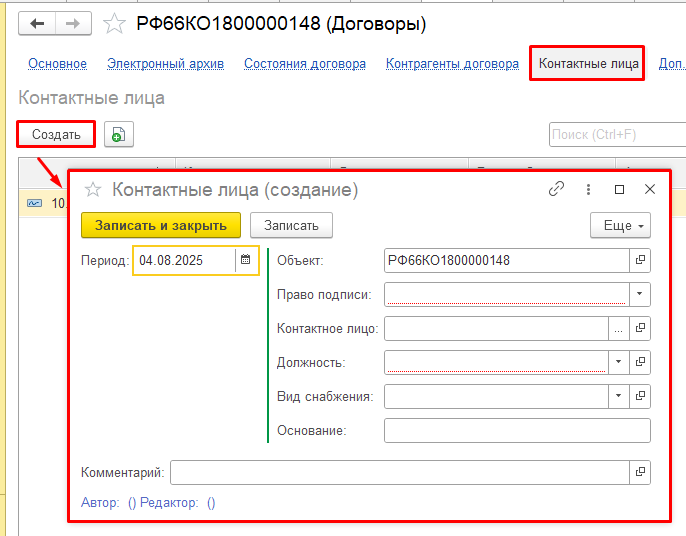 РФ66КО1800000148 (Договоры)
Основное Электронный архив Состояния договора Контрагенты договора Контактные лица Доп.
Контактные лица
Создать Поиск (Ctrl+F)
10.
Контактные лица (создание)
Записать и закрыть Записать Еще
Период: 04.08.2025 Объект: РФ66КО1800000148
Право подписи:
Контактное лицо: ...
Должность:
Вид снабжения:
Основание:
Комментарий:
Автор: () Редактор: ()